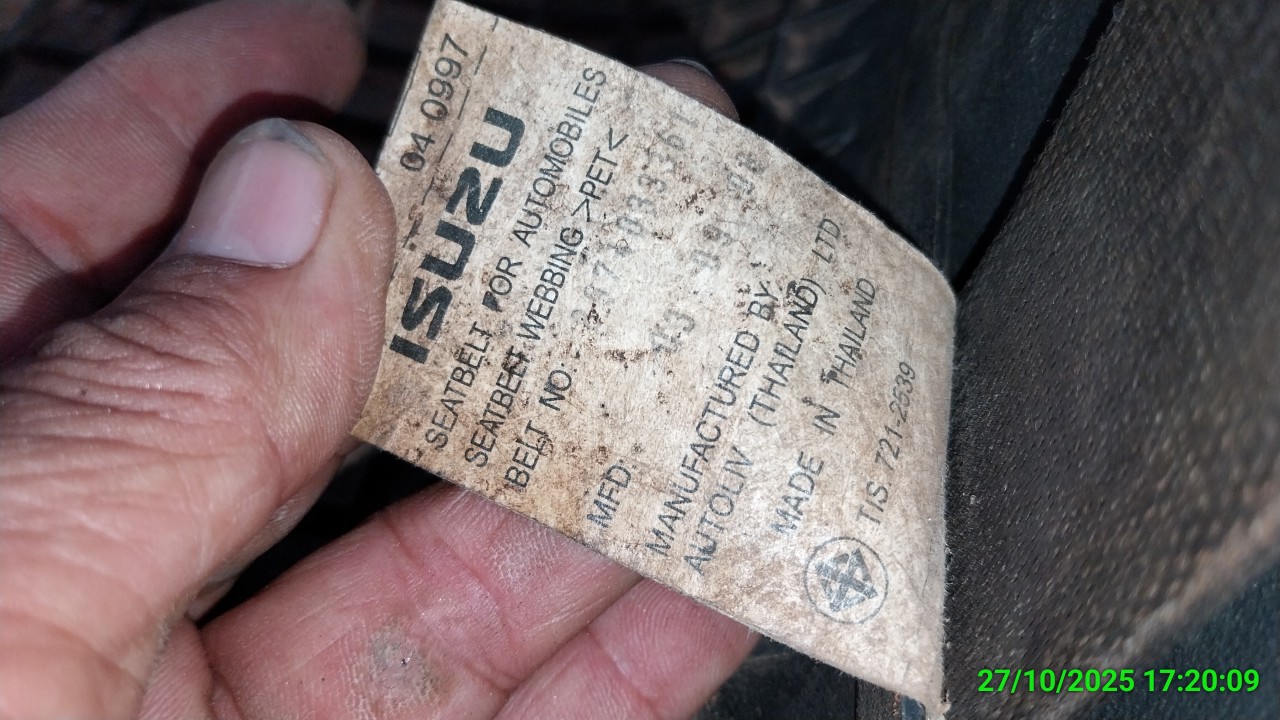 04 0997
ISUZU
SEATBELT FOR AUTOMOBILES
SEATBELT WEBBING >PET<
BELT NO:
MFD:
MANUFACTURED BY:
AUTOLIV (THAILAND) LTD
MADE IN THAILAND
TIS 721-2539
27/10/2025 17:20:09